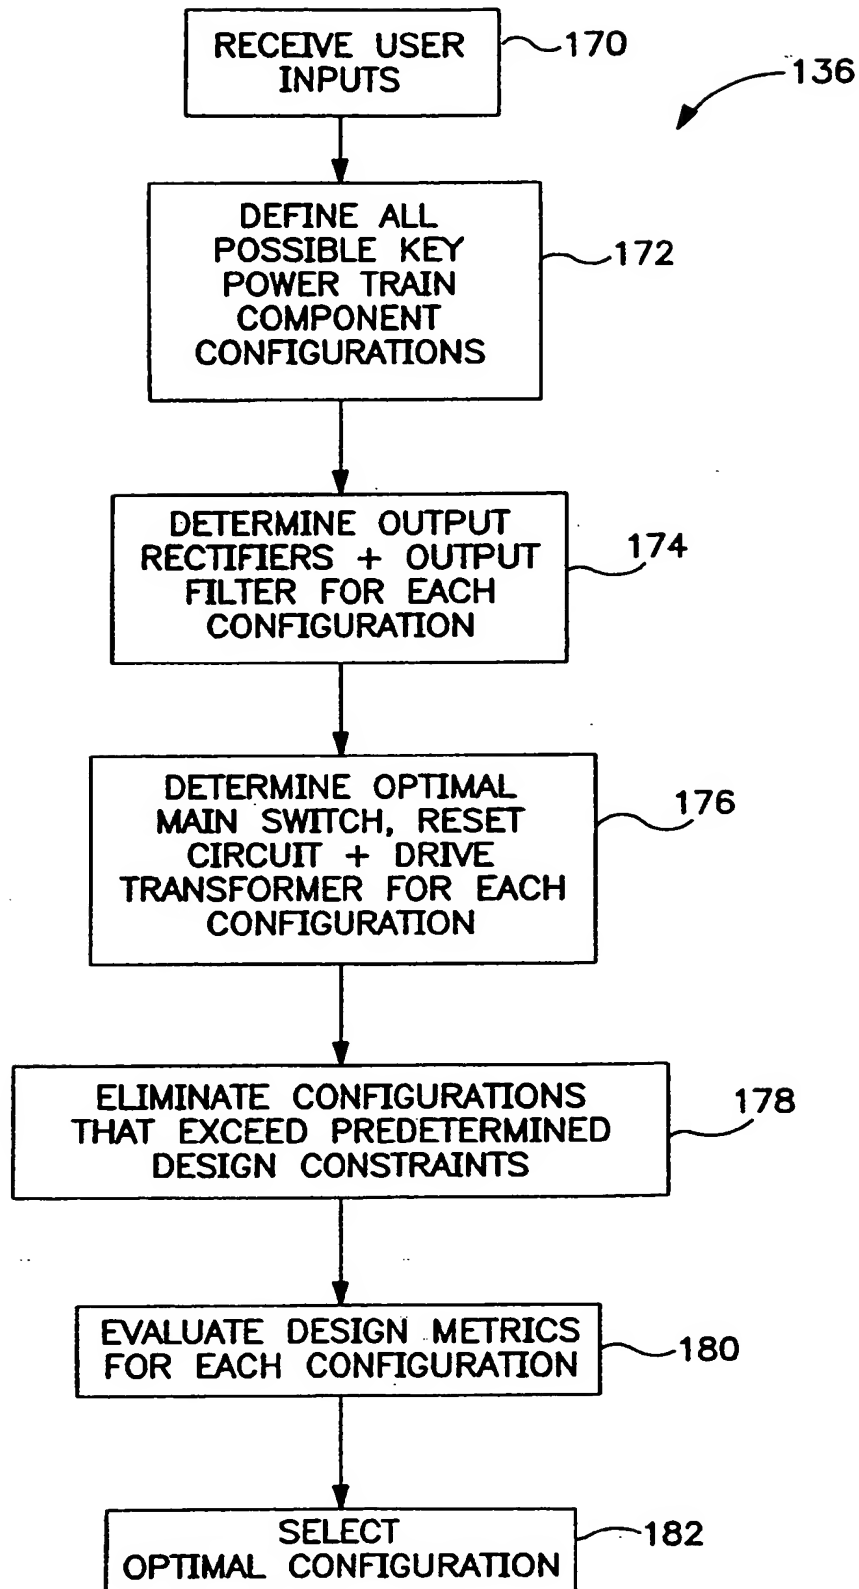 RECEIVE USER
INPUTS
170
136
DEFINE ALL
POSSIBLE KEY
POWER TRAIN
COMPONENT
CONFIGURATIONS
172
DETERMINE OUTPUT
RECTIFIERS + OUTPUT
FILTER FOR EACH
CONFIGURATION
174
DETERMINE OPTIMAL
MAIN SWITCH, RESET
CIRCUIT + DRIVE
TRANSFORMER FOR EACH
CONFIGURATION
176
ELIMINATE CONFIGURATIONS
THAT EXCEED PREDETERMINED
DESIGN CONSTRAINTS
178
EVALUATE DESIGN METRICS
FOR EACH CONFIGURATION
180
SELECT
OPTIMAL CONFIGURATION
182